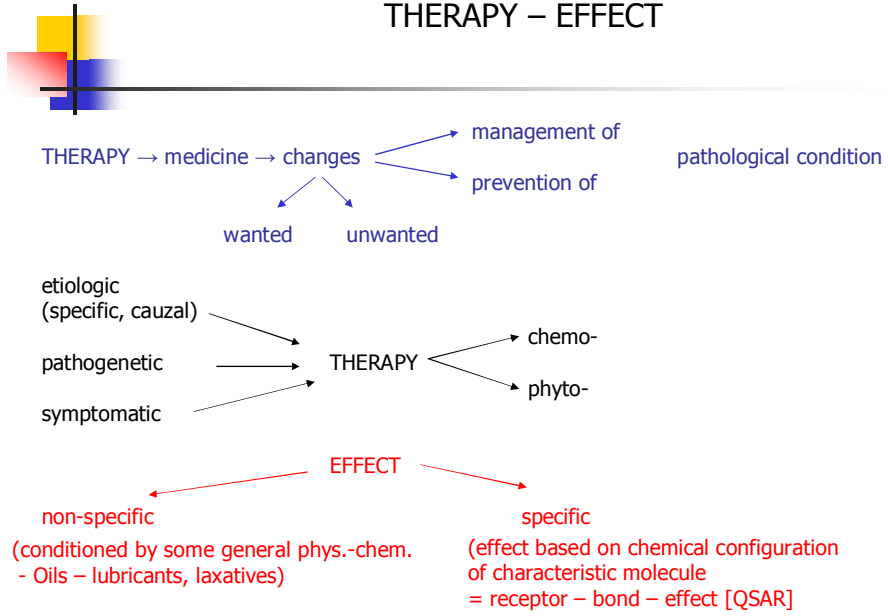 THERAPY – EFFECT
management of
THERAPY → medicine → changes
pathological condition
prevention of
wanted unwanted
etiologic
(specific, cauzal)
chemo-
pathogenetic
THERAPY
phyto-
symptomatic
EFFECT
non-specific
(conditioned by some general phys.-chem.
- Oils – lubricants, laxatives)
specific
(effect based on chemical configuration
of characteristic molecule
= receptor – bond – effect [QSAR]